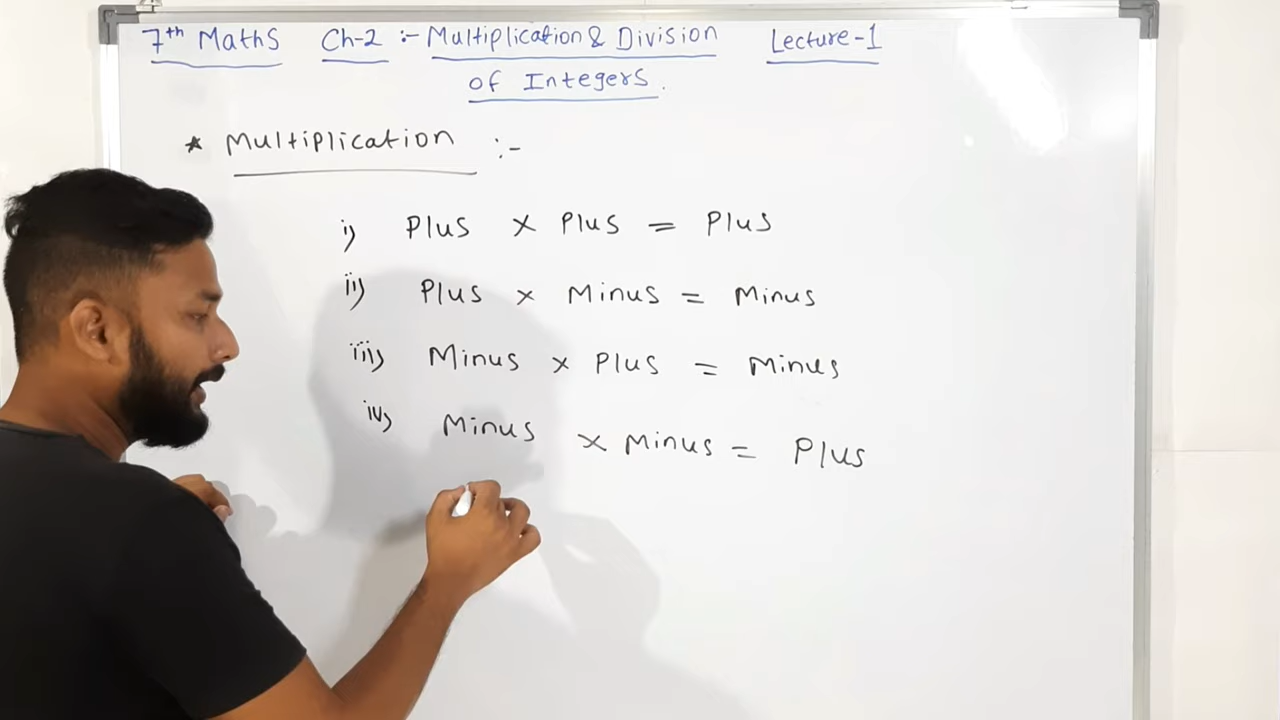 7th Maths Ch-2 :- Multiplication & Division Lecture-1
of Integers.
* Multiplication :-
i) Plus × Plus = Plus
ii) Plus × Minus = Minus
iii) Minus × Plus = Minus
iv) Minus × Minus = Plus